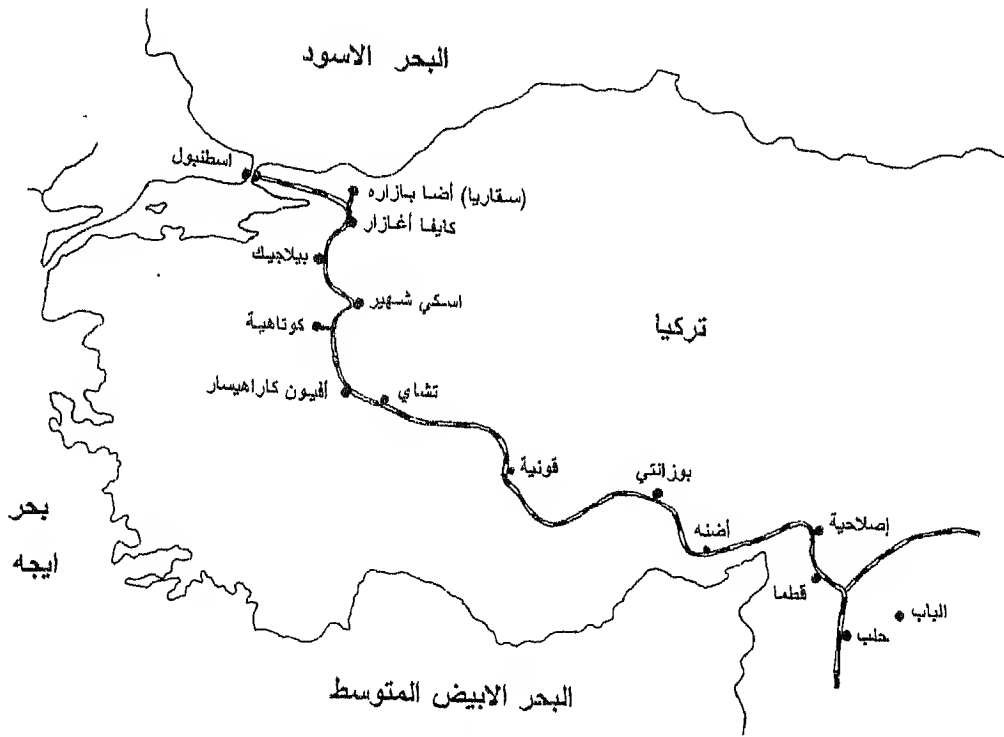 البحر الاسود
اسطنبول
(سقاريا) أضا بازاره
كايفا أغازار
بيلاجيك
اسكي شهير
كوتاهية
تركيا
أفيون كاراهيسار
تشاي
قونية
بوزانتي
إصلاحية
أضنه
قطما
الباب
حلب
بحر
ايجه
البحر الابيض المتوسط